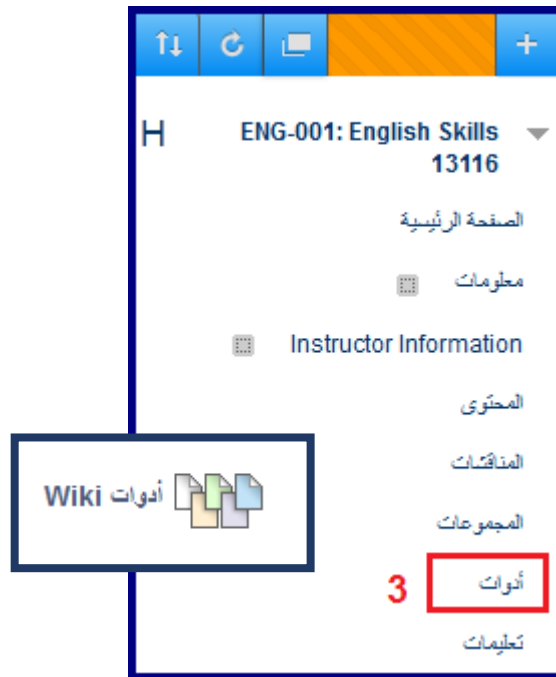 ENG-001: English Skills
13116
الصفحة الرئيسية
معلومات
Instructor Information
المحتوى
المناقشات
المجموعات
أدوات Wiki
أدوات
3
تعليمات